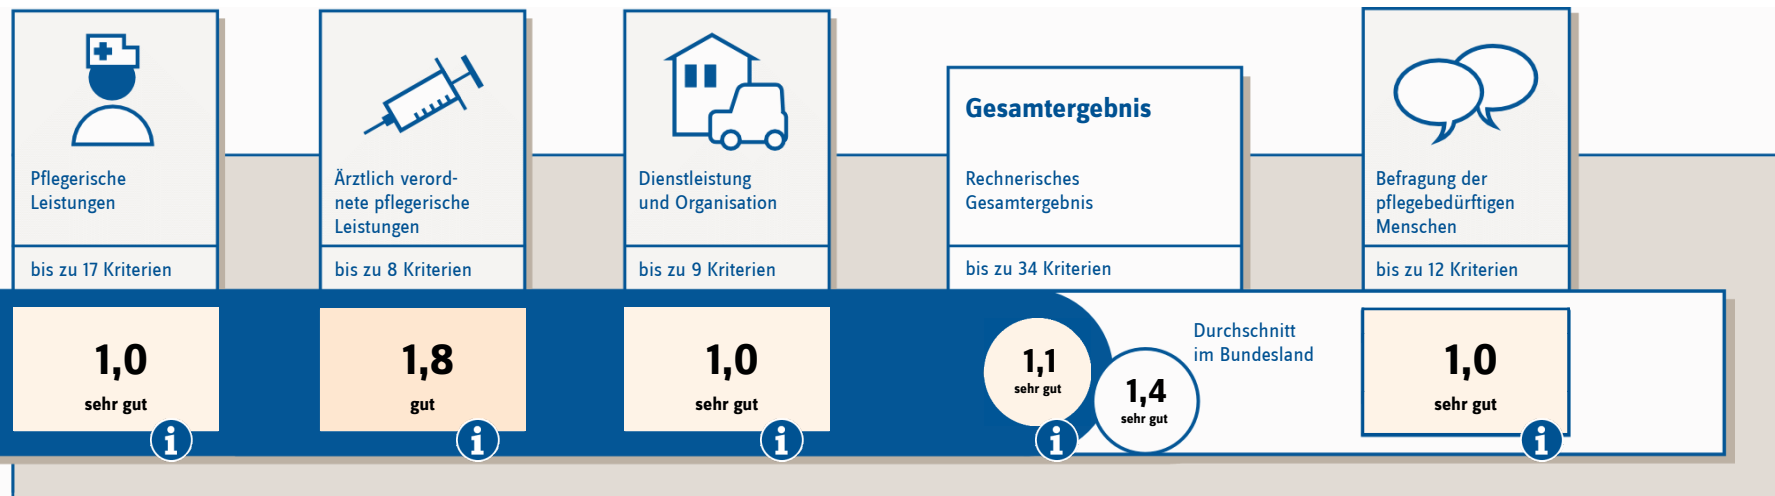 Pflegerische
Leistungen
bis zu 17 Kriterien
1,0
sehr gut
i
Ärztlich verord-
nete pflegerische
Leistungen
bis zu 8 Kriterien
1,8
gut
i
Dienstleistung
und Organisation
bis zu 9 Kriterien
1,0
sehr gut
i
Gesamtergebnis
Rechnerisches
Gesamtergebnis
bis zu 34 Kriterien
1,1
sehr gut
i
1,4
sehr gut
Durchschnitt
im Bundesland
Befragung der
pflegebedürftigen
Menschen
bis zu 12 Kriterien
1,0
sehr gut
i